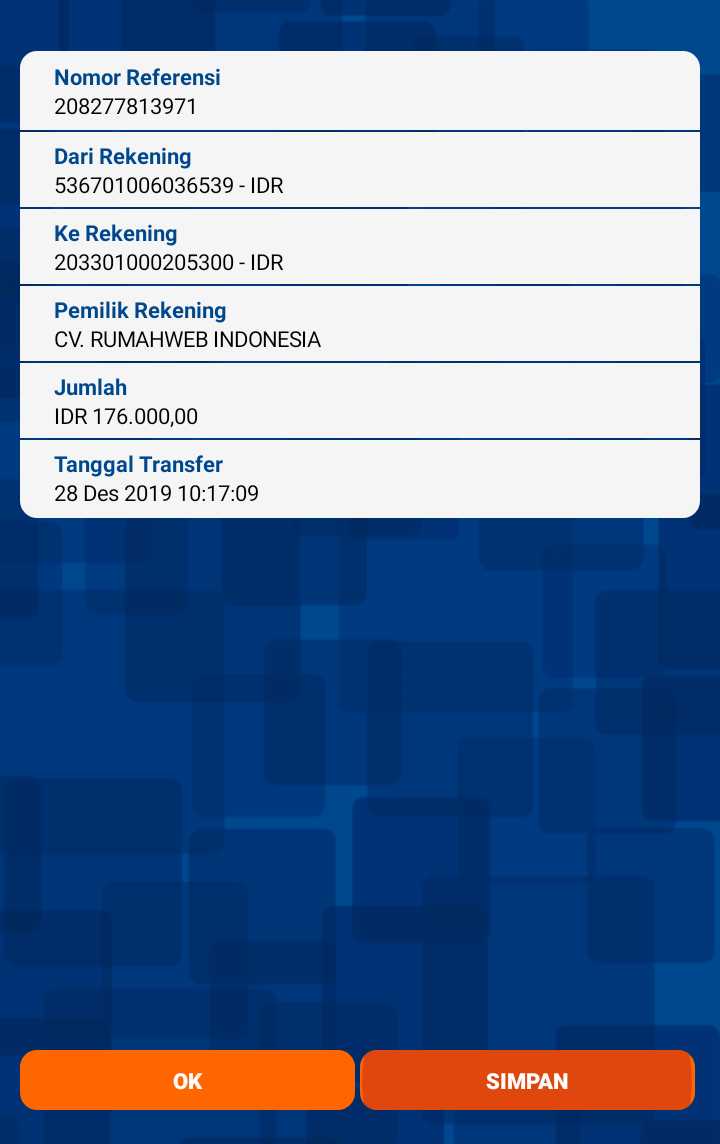 Nomor Referensi
208277813971
Dari Rekening
536701006036539 - IDR
Ke Rekening
203301000205300 - IDR
Pemilik Rekening
CV. RUMAHWEB INDONESIA
Jumlah
IDR 176.000,00
Tanggal Transfer
28 Des 2019 10:17:09
OK
SIMPAN